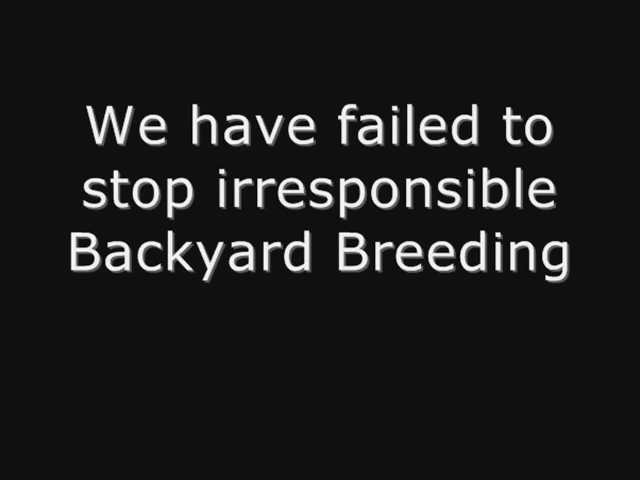 We have failed to
stop irresponsible
Backyard Breeding